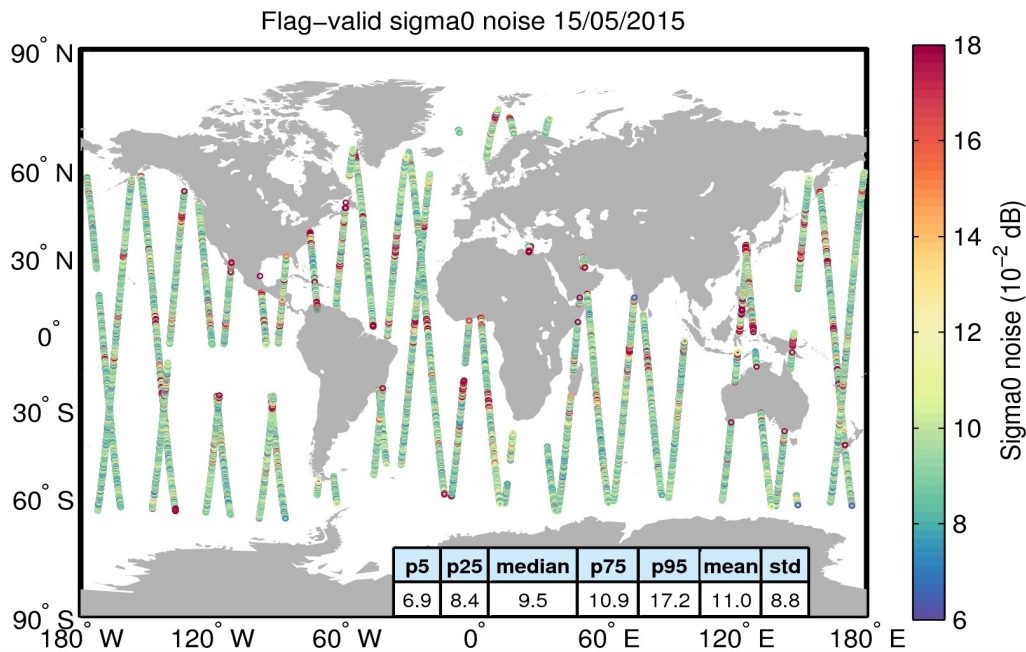 Flag−valid sigma0 noise 15/05/2015
90° N
60° N
30° N
0°
30° S
60° S
90° S
180° W
120° W
60° W
0°
60° E
120° E
180° E
p5 p25 median p75 p95 mean std
6.9 8.4 9.5 10.9 17.2 11.0 8.8
18
16
14
12
10
8
6
Sigma0 noise (10⁻² dB)